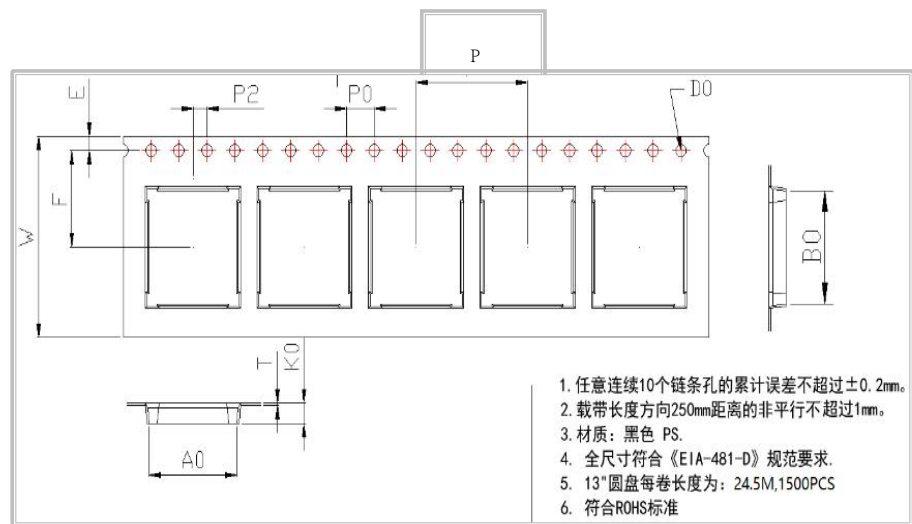 P
E
P2
P0
D0
F
W
B0
T
K0
A0
1.任意连续10个链条孔的累计误差不超过±0.2mm。
2.载带长度方向250mm距离的非平行不超过1mm。
3.材质：黑色 PS.
4. 全尺寸符合《EIA-481-D》规范要求.
5. 13"圆盘每卷长度为：24.5M,1500PCS
6. 符合ROHS标准